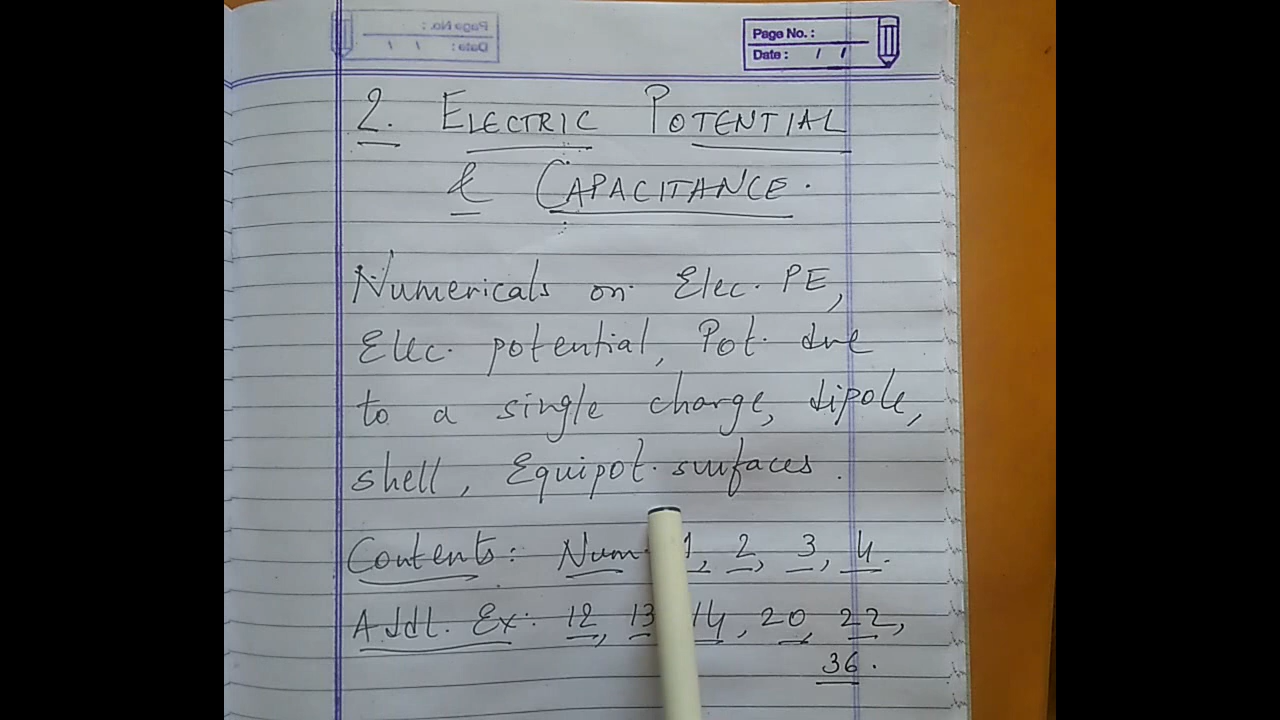 Page No. :
Date : / /
2. ELECTRIC POTENTIAL
& CAPACITANCE.
Numericals on Elec. PE,
Elec. potential, Pot. due
to a single charge, dipole,
shell, Equipot. surfaces.
Contents: Num. 1, 2, 3, 4.
Addl. Ex: 12, 13, 14, 20, 22,
36.